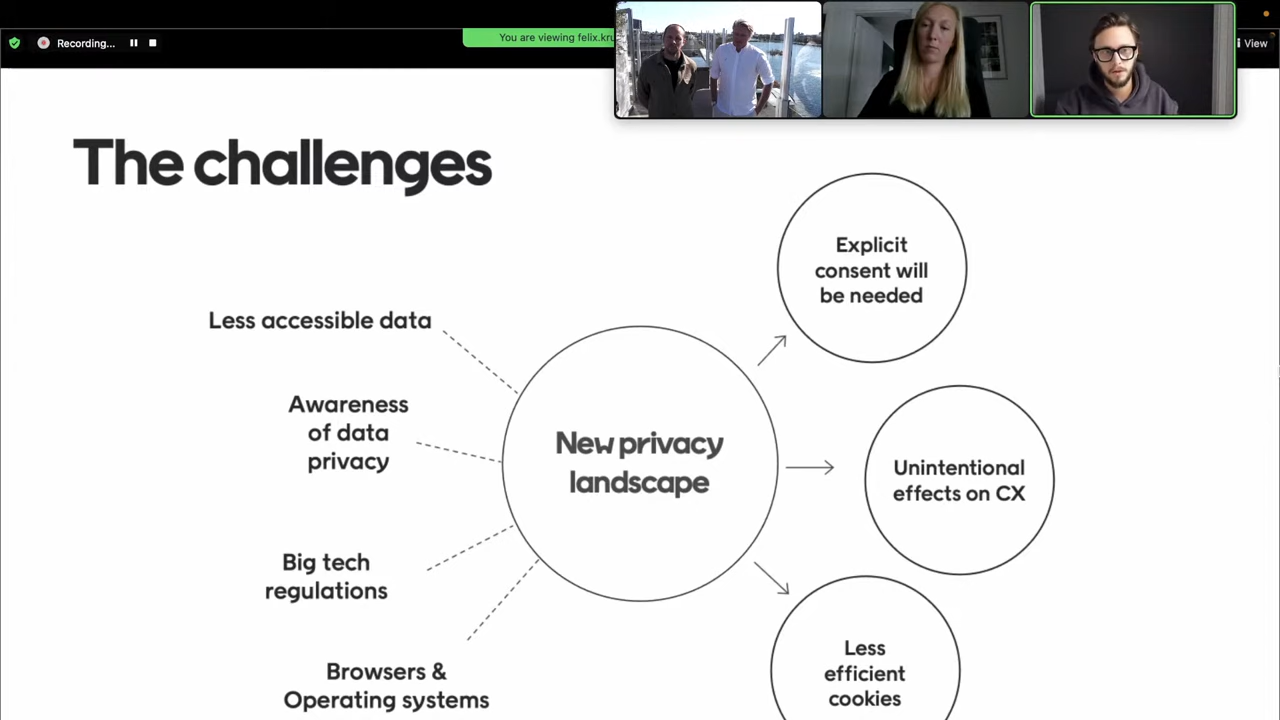 Recording...
You are viewing felix.kru
View
The challenges
Less accessible data
Awareness
of data
privacy
Big tech
regulations
Browsers &
Operating systems
New privacy
landscape
Explicit
consent will
be needed
Unintentional
effects on CX
Less
efficient
cookies